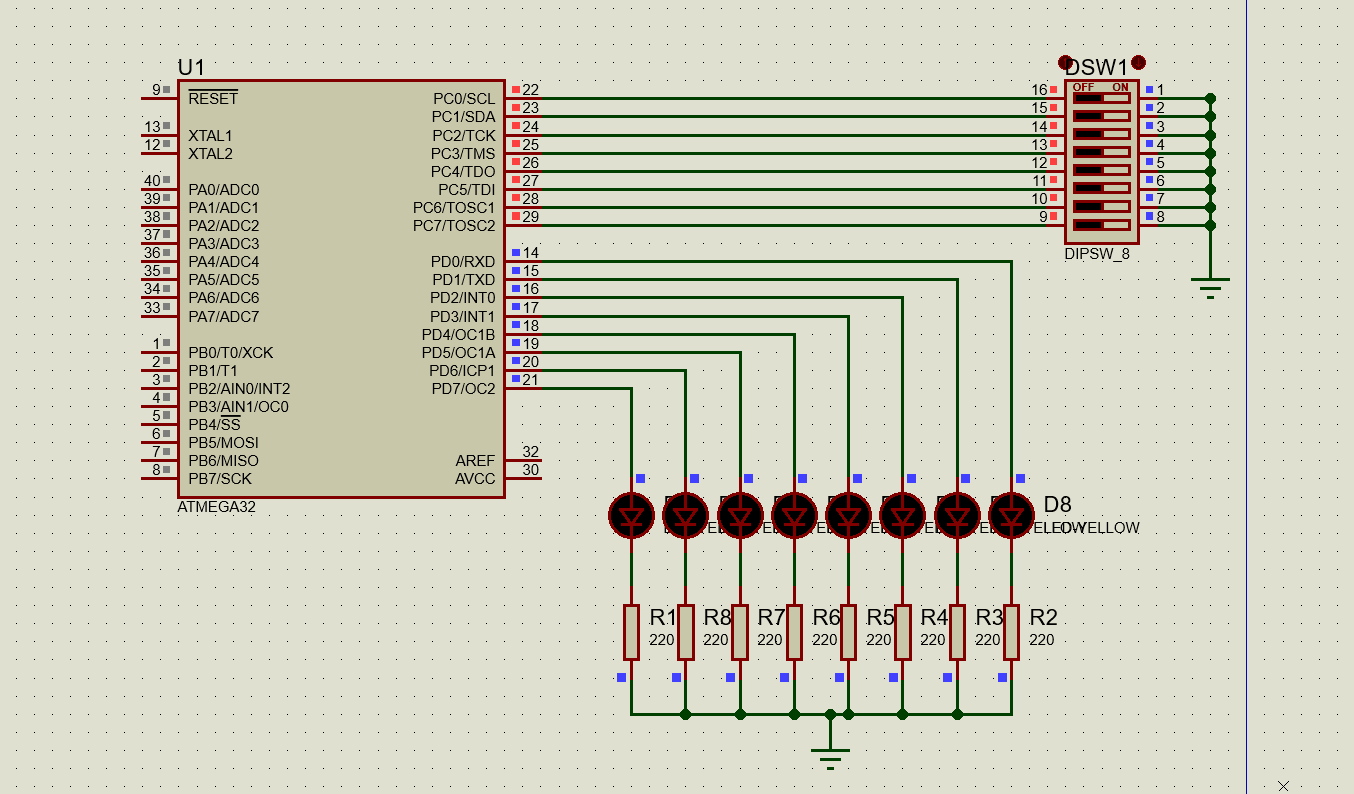 U1
9 RESET
13 XTAL1
12 XTAL2
40 PA0/ADC0
39 PA1/ADC1
38 PA2/ADC2
37 PA3/ADC3
36 PA4/ADC4
35 PA5/ADC5
34 PA6/ADC6
33 PA7/ADC7
1 PB0/T0/XCK
2 PB1/T1
3 PB2/AIN0/INT2
4 PB3/AIN1/OC0
5 PB4/SS
6 PB5/MOSI
7 PB6/MISO
8 PB7/SCK
PC0/SCL 22
PC1/SDA 23
PC2/TCK 24
PC3/TMS 25
PC4/TDO 26
PC5/TDI 27
PC6/TOSC1 28
PC7/TOSC2 29
PD0/RXD 14
PD1/TXD 15
PD2/INT0 16
PD3/INT1 17
PD4/OC1B 18
PD5/OC1A 19
PD6/ICP1 20
PD7/OC2 21
AREF 32
AVCC 30
ATMEGA32
DSW1
OFF ON
16 1
15 2
14 3
13 4
12 5
11 6
10 7
9 8
DIPSW_8
D8
LED-YELLOW
R1 R8 R7 R6 R5 R4 R3 R2
220 220 220 220 220 220 220 220